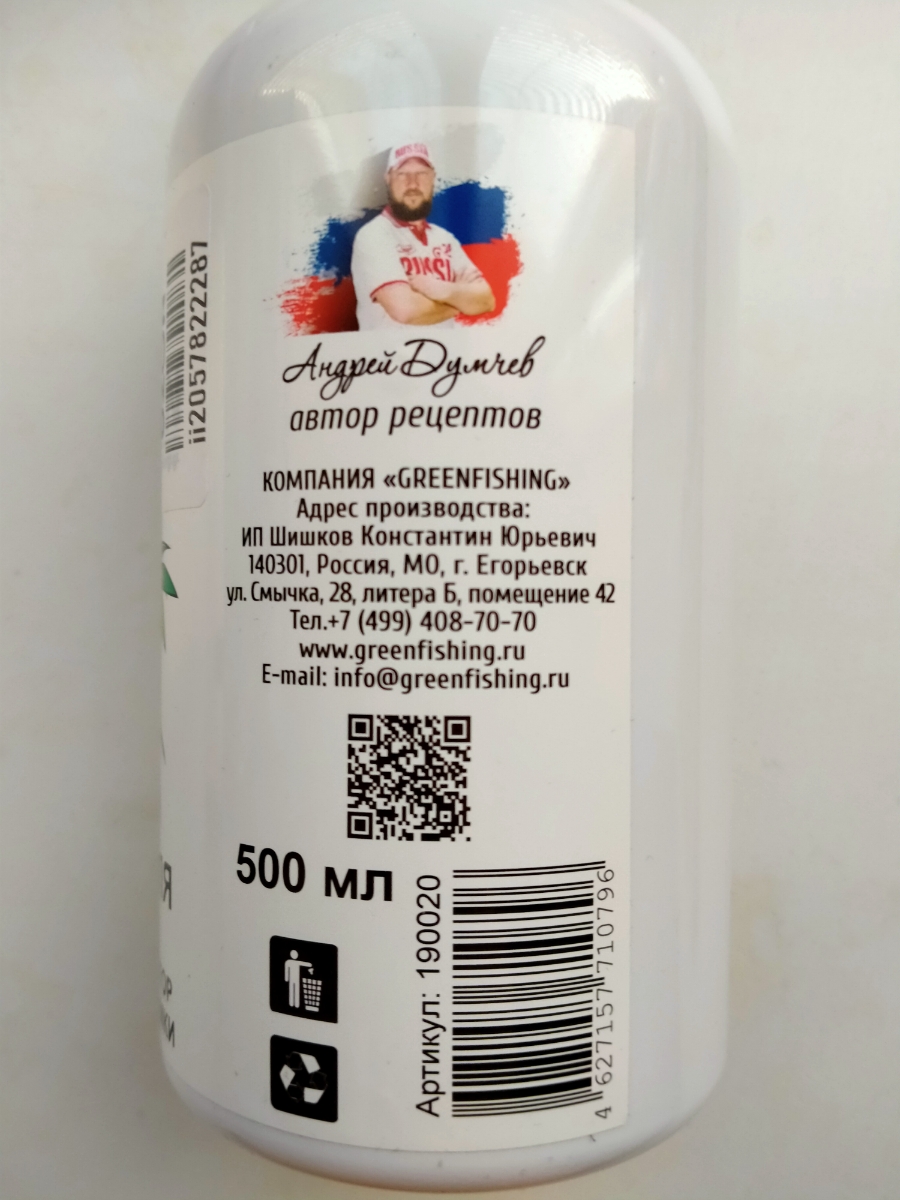 RUSSIA
Андрей Думчев
автор рецептов
КОМПАНИЯ «GREENFISHING»
Адрес производства:
ИП Шишков Константин Юрьевич
140301, Россия, МО, г. Егорьевск
ул. Смычка, 28, литера Б, помещение 42
Тел.+7 (499) 408-70-70
www.greenfishing.ru
E-mail: info@greenfishing.ru
500 мл
Артикул: 190020
4 627157 710796
ii20578222287